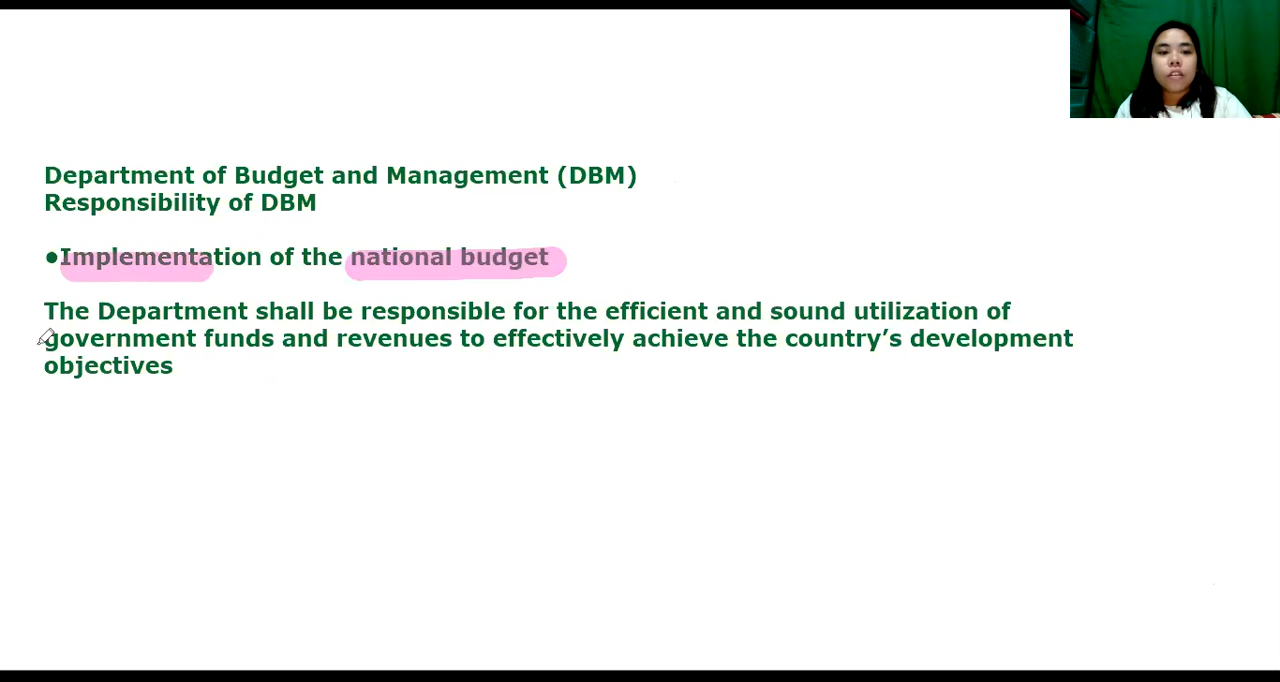 Department of Budget and Management (DBM)
Responsibility of DBM
●Implementation of the national budget
The Department shall be responsible for the efficient and sound utilization of
government funds and revenues to effectively achieve the country’s development
objectives